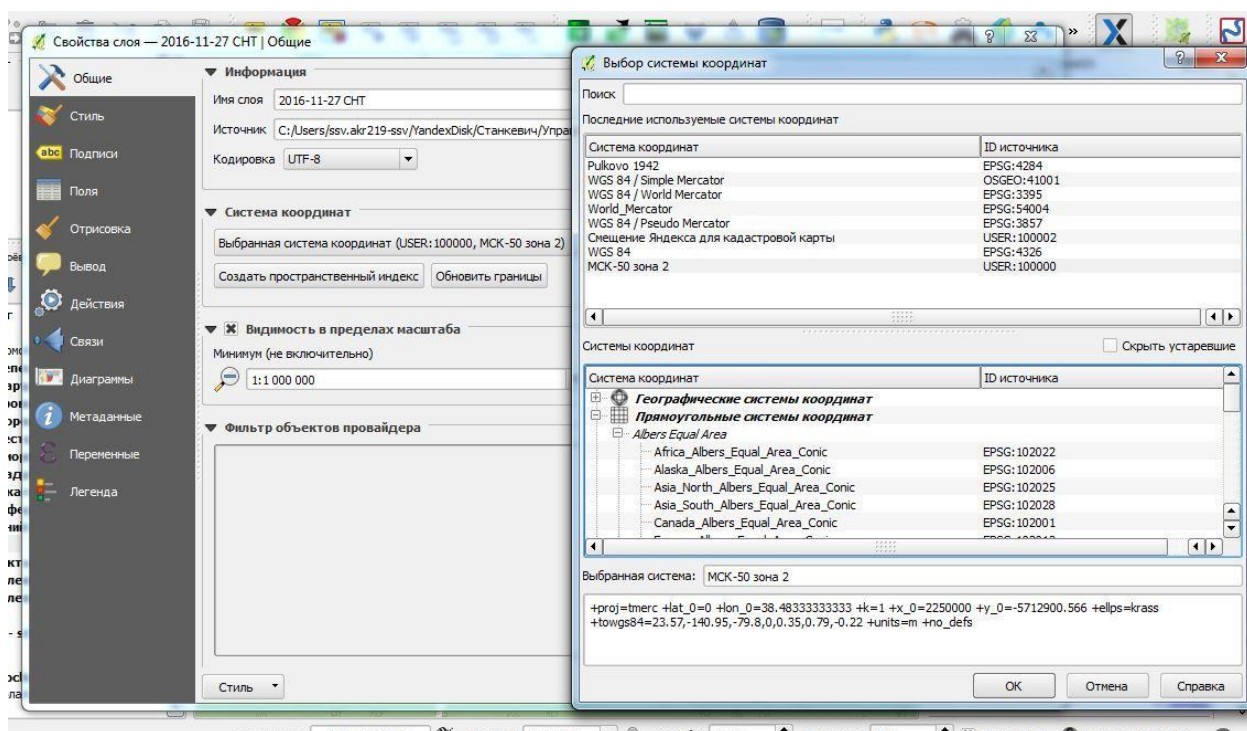 Свойства слоя — 2016-11-27 СНТ | Общие
Общие
Стиль
Подписи
Поля
Отрисовка
Вывод
Действия
Связи
Диаграммы
Метаданные
Переменные
Легенда
abc
Информация
Имя слоя 2016-11-27 СНТ
Источник C:/Users/ssv.akr219-ssv/YandexDisk/Станкевич/Упра
Кодировка UTF-8
Система координат
Выбранная система координат (USER:100000, МСК-50 зона 2)
Создать пространственный индекс Обновить границы
Видимость в пределах масштаба
Минимум (не включительно)
1:1 000 000
Фильтр объектов провайдера
Стиль
Выбор системы координат
Поиск
Последние используемые системы координат
Система координат ID источника
Pulkovo 1942 EPSG:4284
WGS 84 / Simple Mercator OSGEO:41001
WGS 84 / World Mercator EPSG:3395
World_Mercator EPSG:54004
WGS 84 / Pseudo Mercator EPSG:3857
Смещение Яндекса для кадастровой карты USER:100002
WGS 84 EPSG:4326
МСК-50 зона 2 USER:100000
Системы координат Скрыть устаревшие
Система координат ID источника
Географические системы координат
Прямоугольные системы координат
Albers Equal Area
Africa_Albers_Equal_Area_Conic EPSG:102022
Alaska_Albers_Equal_Area_Conic EPSG:102006
Asia_North_Albers_Equal_Area_Conic EPSG:102025
Asia_South_Albers_Equal_Area_Conic EPSG:102028
Canada_Albers_Equal_Area_Conic EPSG:102001
Выбранная система: МСК-50 зона 2
+proj=tmerc +lat_0=0 +lon_0=38.48333333333 +k=1 +x_0=2250000 +y_0=-5712900.566 +ellps=krass
+towgs84=23.57,-140.95,-79.8,0,0.35,0.79,-0.22 +units=m +no_defs
OK Отмена Справка